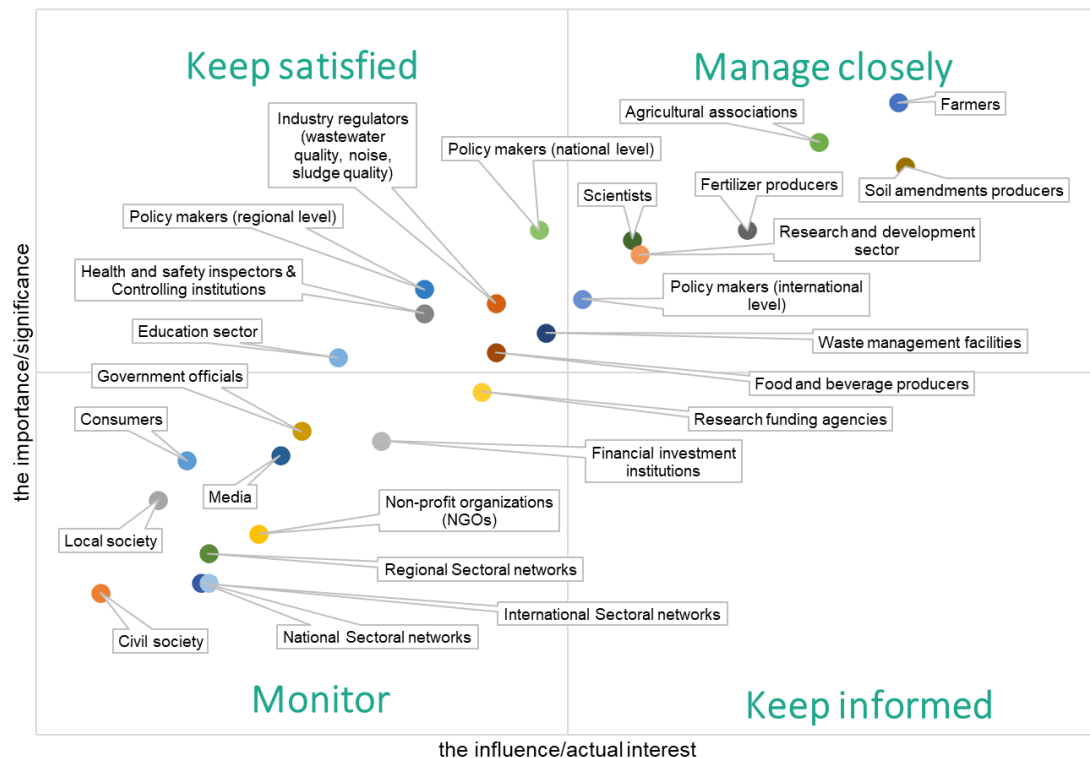 Keep satisfied
Manage closely
Farmers
Agricultural associations
Industry regulators
(wastewater
quality, noise,
sludge quality)
Policy makers (national level)
Soil amendments producers
Fertilizer producers
Scientists
Policy makers (regional level)
Research and development
sector
Health and safety inspectors &
Controlling institutions
Policy makers (international
level)
Education sector
Waste management facilities
Government officials
Food and beverage producers
Consumers
Research funding agencies
Financial investment
institutions
Media
Non-profit organizations
(NGOs)
Local society
Regional Sectoral networks
International Sectoral networks
Civil society
National Sectoral networks
Monitor
Keep informed
the importance/significance
the influence/actual interest